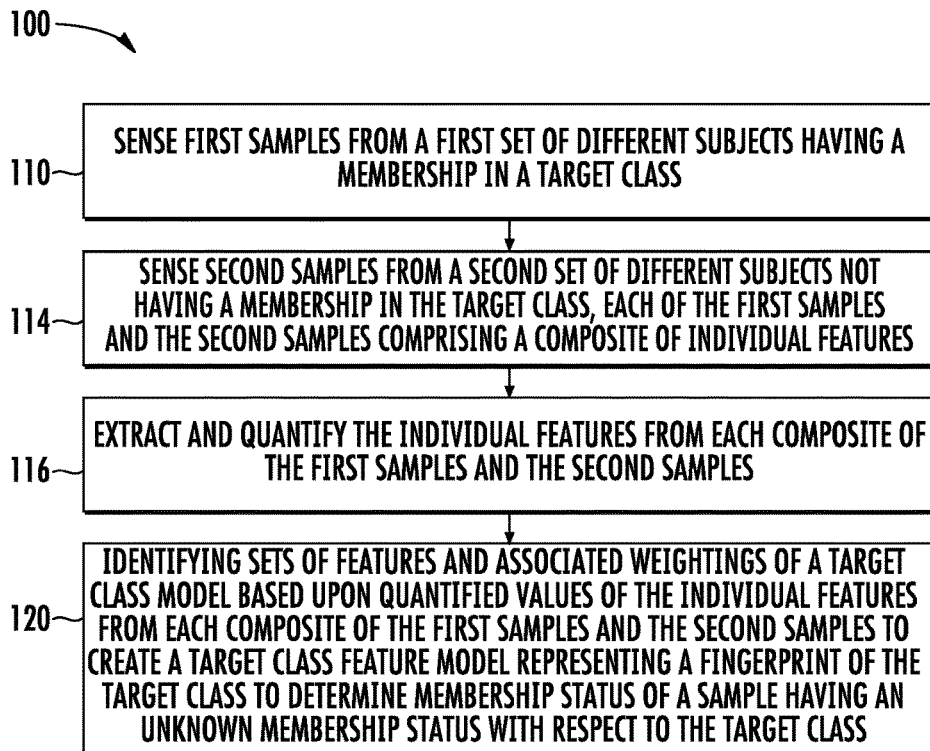 100
110
SENSE FIRST SAMPLES FROM A FIRST SET OF DIFFERENT SUBJECTS HAVING A
MEMBERSHIP IN A TARGET CLASS
114
SENSE SECOND SAMPLES FROM A SECOND SET OF DIFFERENT SUBJECTS NOT
HAVING A MEMBERSHIP IN THE TARGET CLASS, EACH OF THE FIRST SAMPLES
AND THE SECOND SAMPLES COMPRISING A COMPOSITE OF INDIVIDUAL FEATURES
116
EXTRACT AND QUANTIFY THE INDIVIDUAL FEATURES FROM EACH COMPOSITE OF
THE FIRST SAMPLES AND THE SECOND SAMPLES
120
IDENTIFYING SETS OF FEATURES AND ASSOCIATED WEIGHTINGS OF A TARGET
CLASS MODEL BASED UPON QUANTIFIED VALUES OF THE INDIVIDUAL FEATURES
FROM EACH COMPOSITE OF THE FIRST SAMPLES AND THE SECOND SAMPLES TO
CREATE A TARGET CLASS FEATURE MODEL REPRESENTING A FINGERPRINT OF THE
TARGET CLASS TO DETERMINE MEMBERSHIP STATUS OF A SAMPLE HAVING AN
UNKNOWN MEMBERSHIP STATUS WITH RESPECT TO THE TARGET CLASS